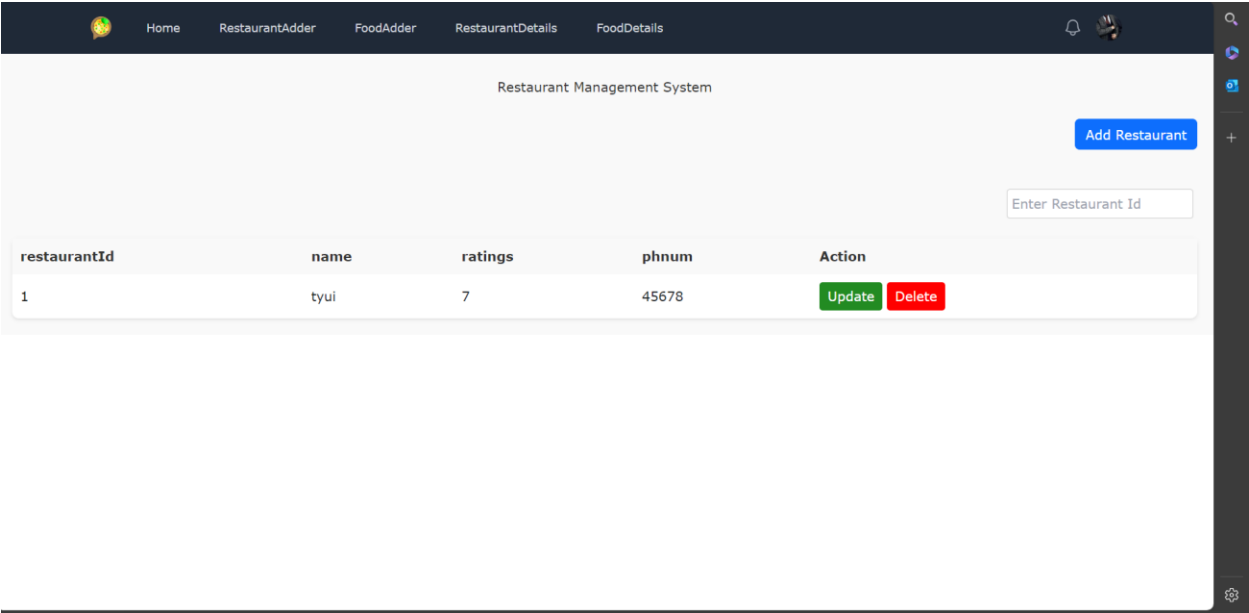 Home RestaurantAdder FoodAdder RestaurantDetails FoodDetails
Restaurant Management System
Add Restaurant
Enter Restaurant Id
restaurantId name ratings phnum Action
1 tyui 7 45678 Update Delete